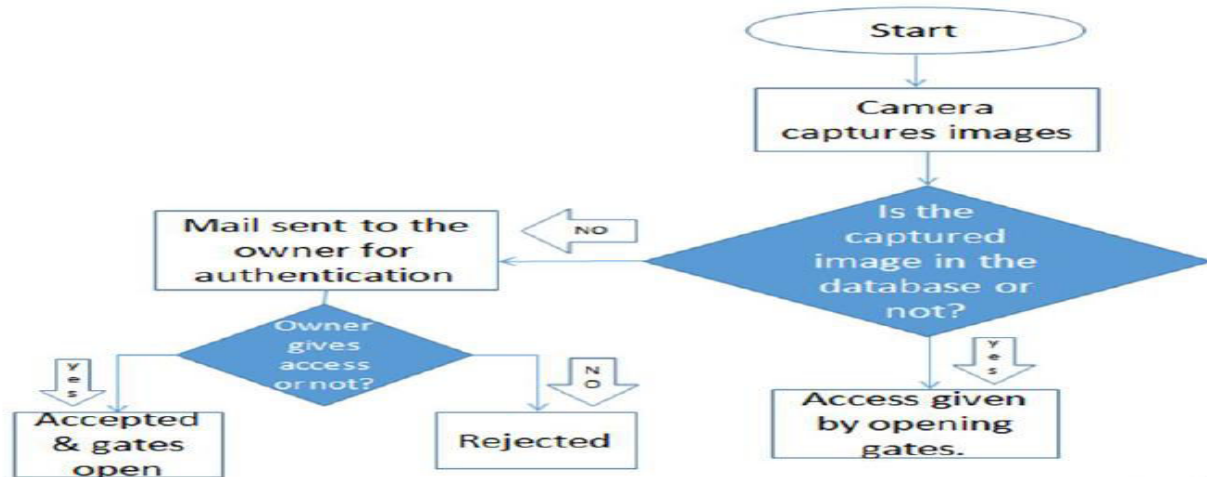 Start
Camera
captures images
Is the
captured
image in the
database or
not?
NO
Mail sent to the
owner for
authentication
Owner
gives
access
or not?
yes
NO
Accepted
& gates
open
Rejected
yes
Access given
by opening
gates.